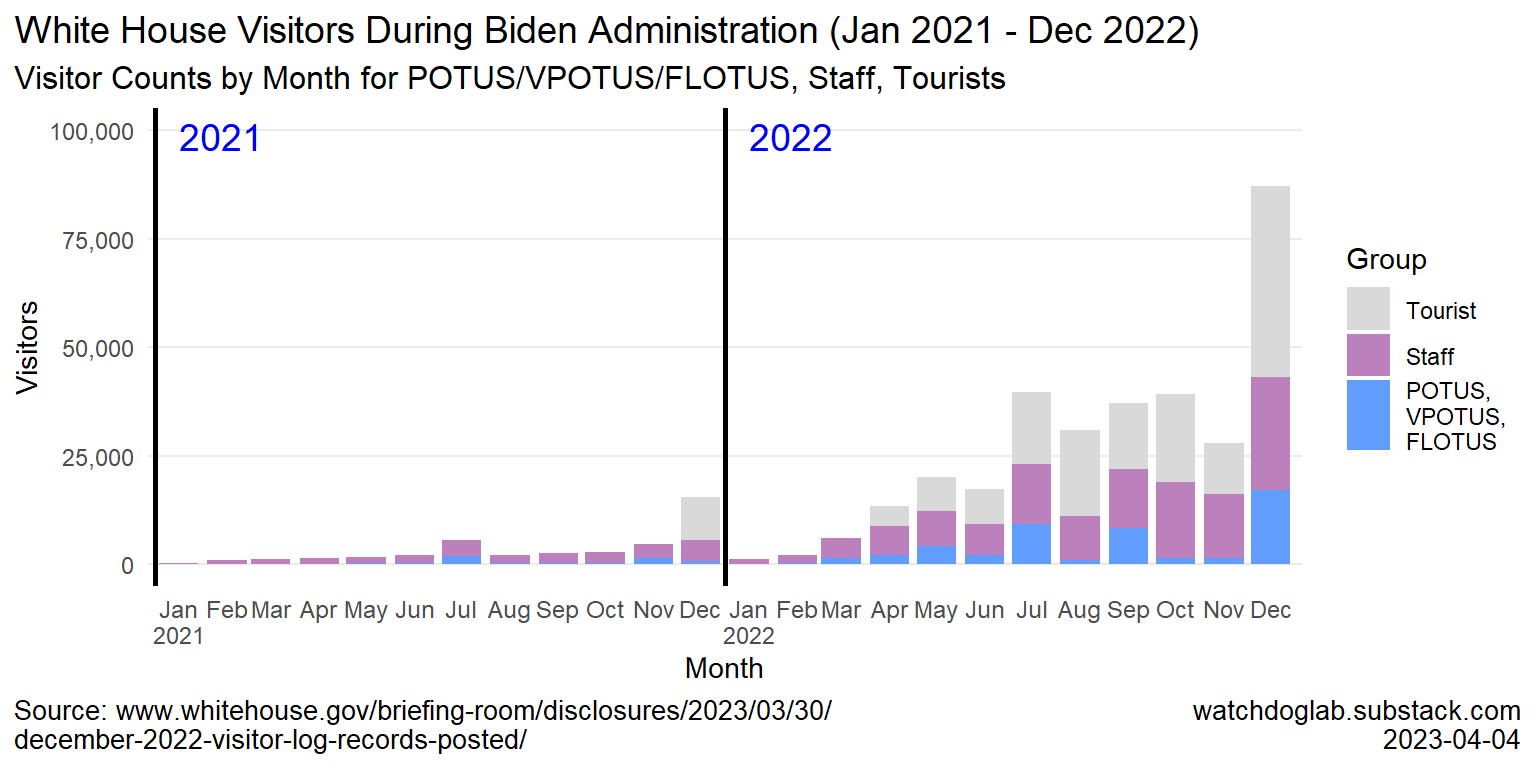 White House Visitors During Biden Administration (Jan 2021 - Dec 2022)
Visitor Counts by Month for POTUS/VPOTUS/FLOTUS, Staff, Tourists
2021
2022
100,000
75,000
50,000
25,000
0
Visitors
Jan Feb Mar Apr May Jun Jul Aug Sep Oct Nov Dec Jan Feb Mar Apr May Jun Jul Aug Sep Oct Nov Dec
2021 2022
Month
Group
Tourist
Staff
POTUS,
VPOTUS,
FLOTUS
Source: www.whitehouse.gov/briefing-room/disclosures/2023/03/30/
december-2022-visitor-log-records-posted/
watchdoglab.substack.com
2023-04-04